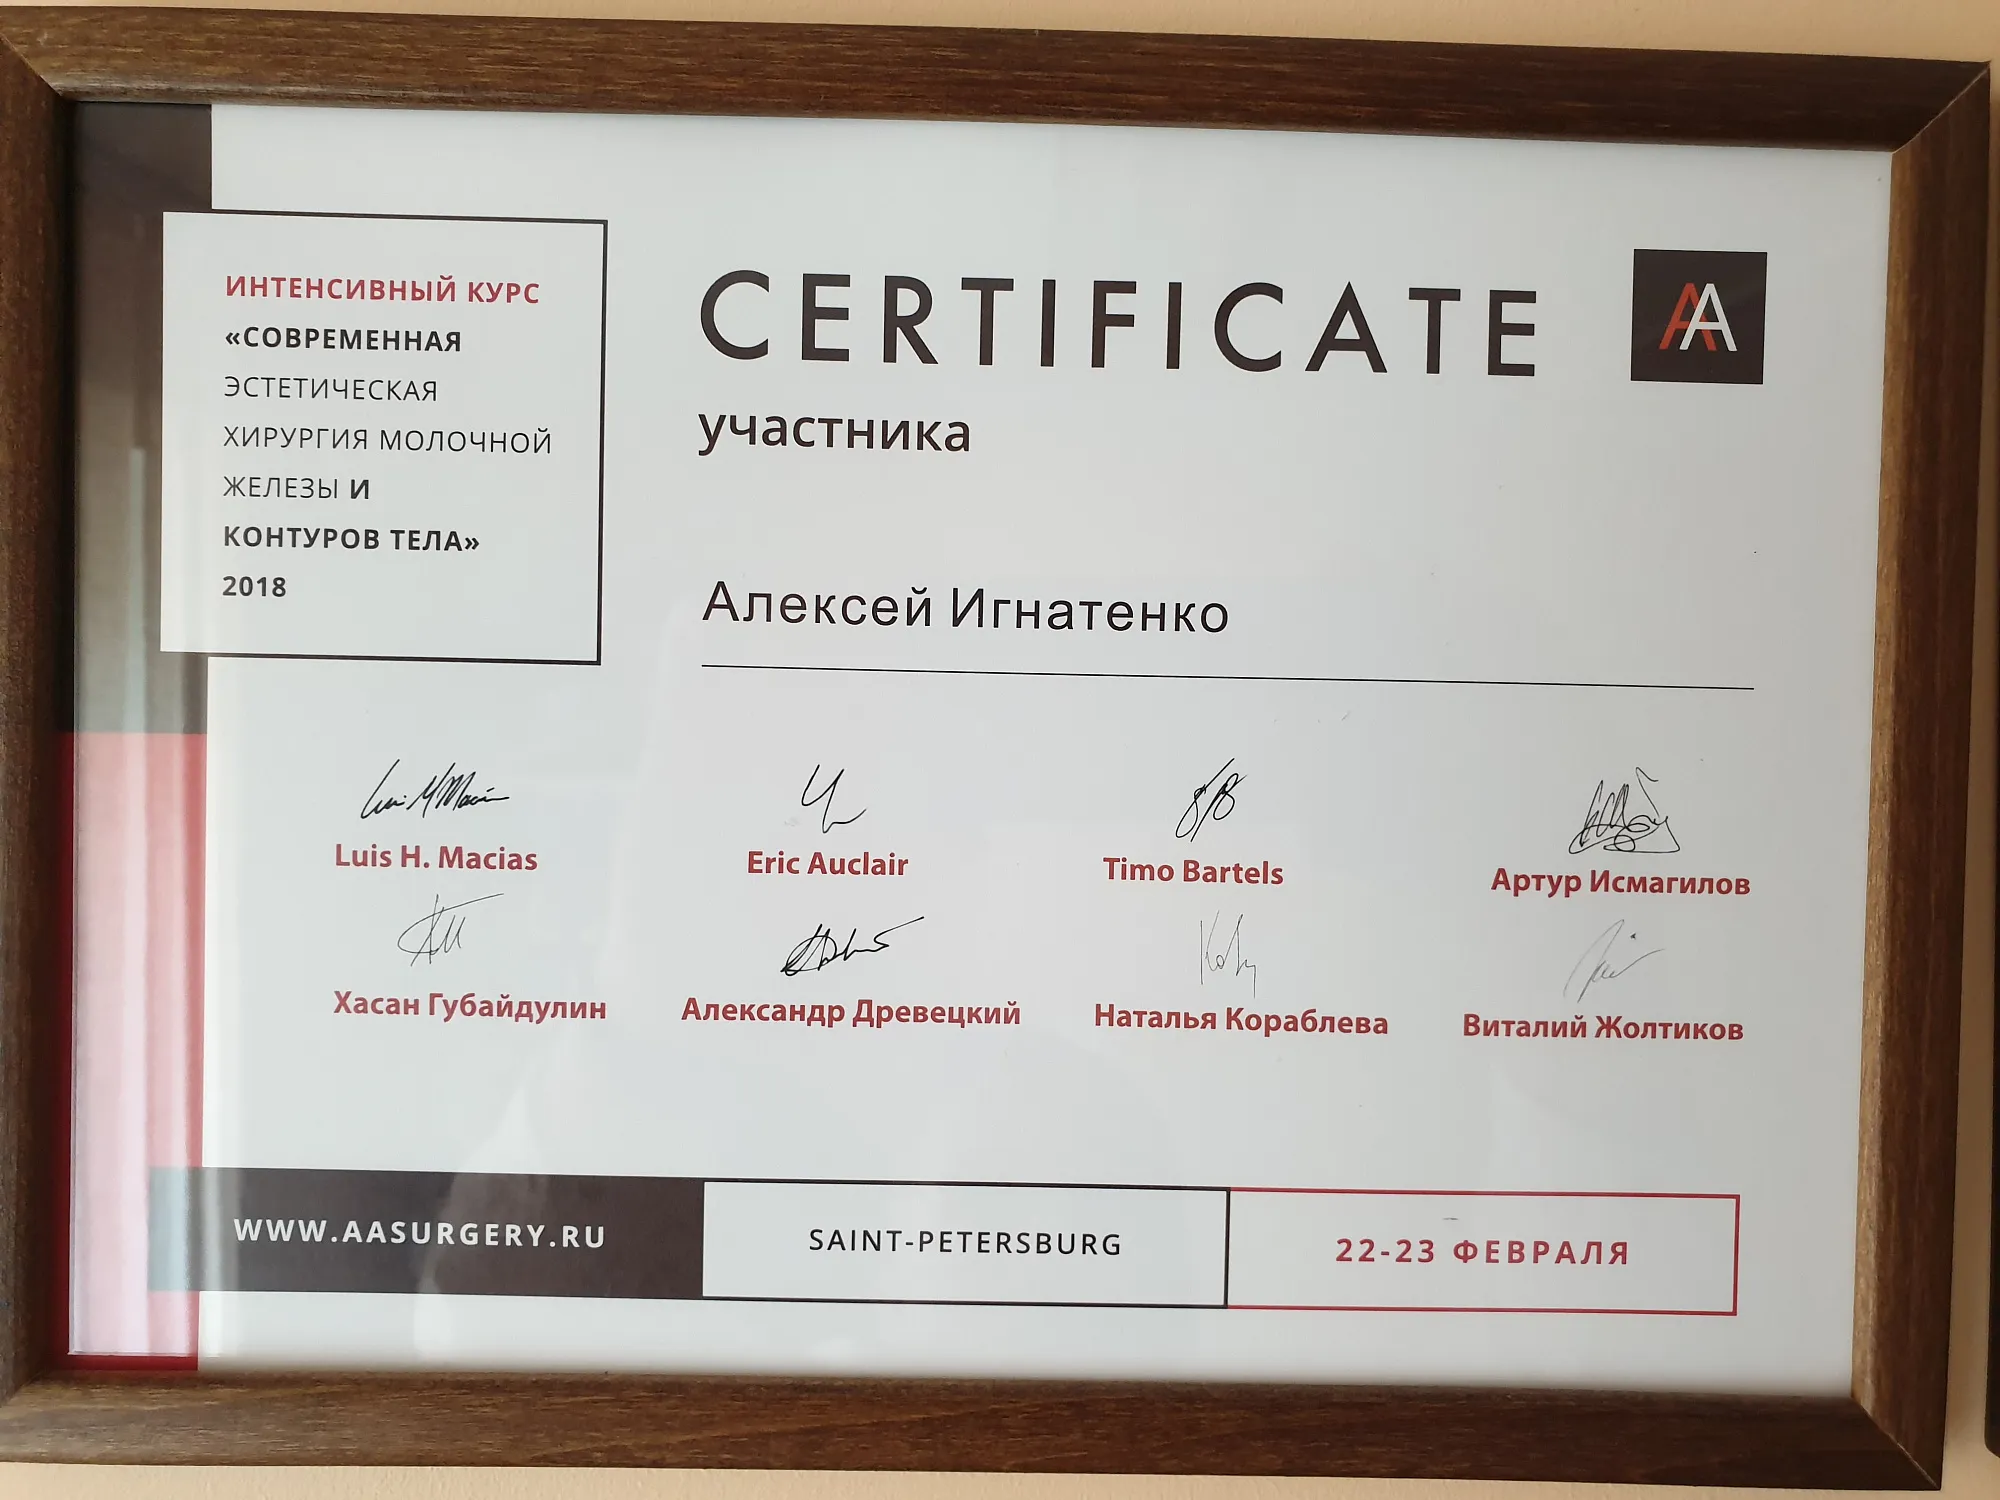 ИНТЕНСИВНЫЙ КУРС
«СОВРЕМЕННАЯ
ЭСТЕТИЧЕСКАЯ
ХИРУРГИЯ МОЛОЧНОЙ
ЖЕЛЕЗЫ И
КОНТУРОВ ТЕЛА»
2018
CERTIFICATE
AA
участника
Алексей Игнатенко
Luis H. Macias
Eric Auclair
Timo Bartels
Артур Исмагилов
Хасан Губайдулин
Александр Древецкий
Наталья Кораблева
Виталий Жолтиков
WWW.AASURGERY.RU
SAINT-PETERSBURG
22-23 ФЕВРАЛЯ